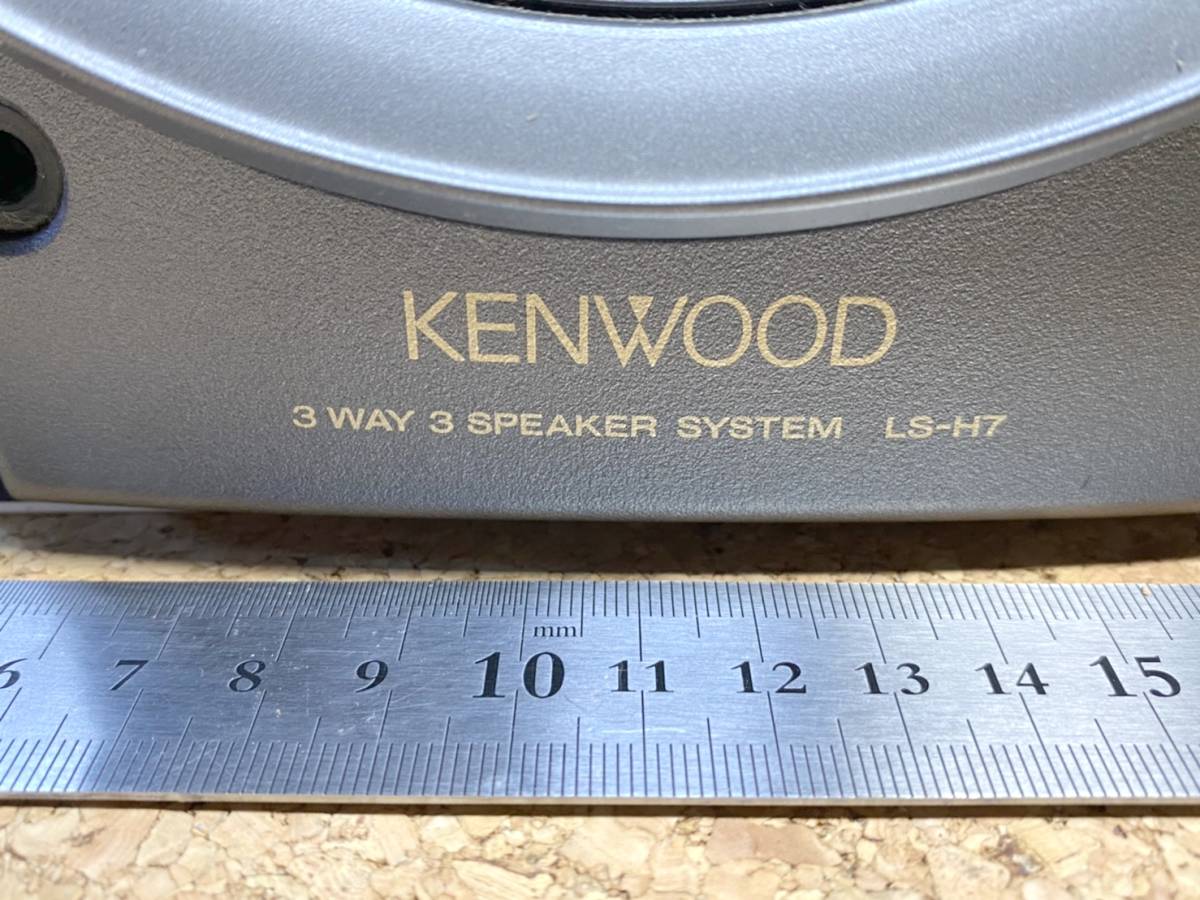 KENWOOD
3 WAY 3 SPEAKER SYSTEM LS-H7
mm
6 7 8 9 10 11 12 13 14 15